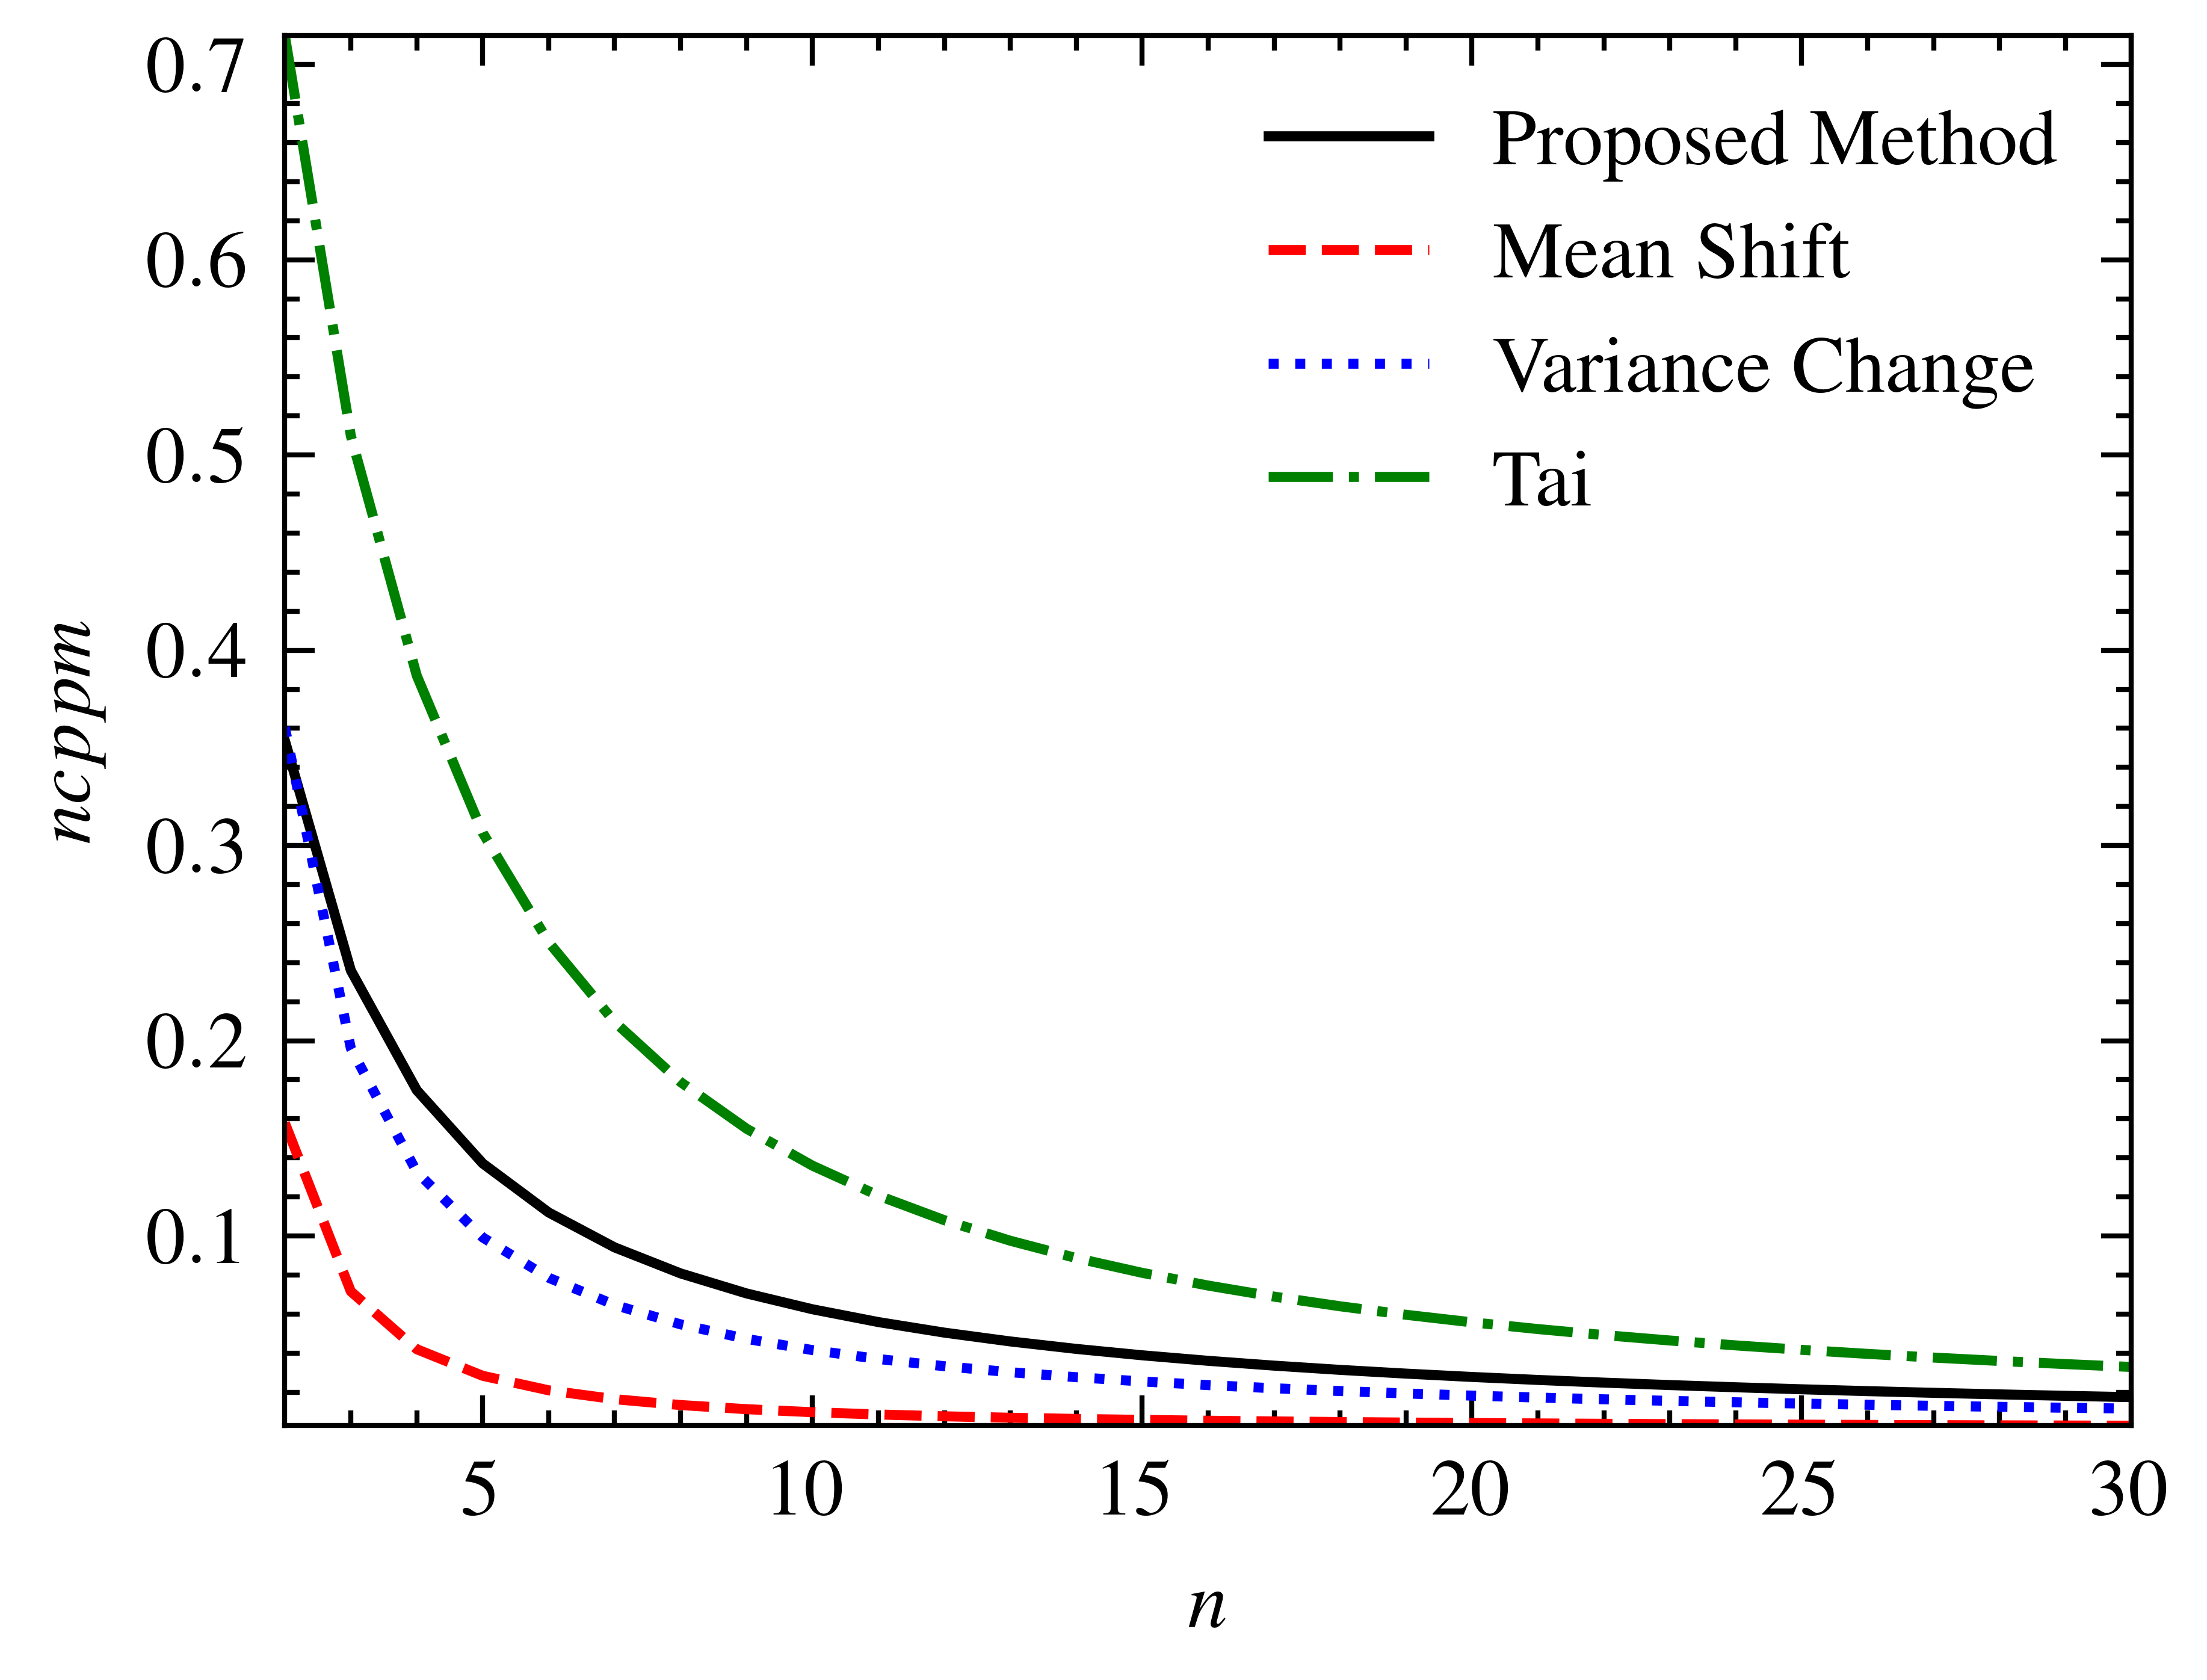 0.7
0.6
0.5
0.4
0.3
0.2
0.1
ncppm
Proposed Method
Mean Shift
Variance Change
Tai
5 10 15 20 25 30
n